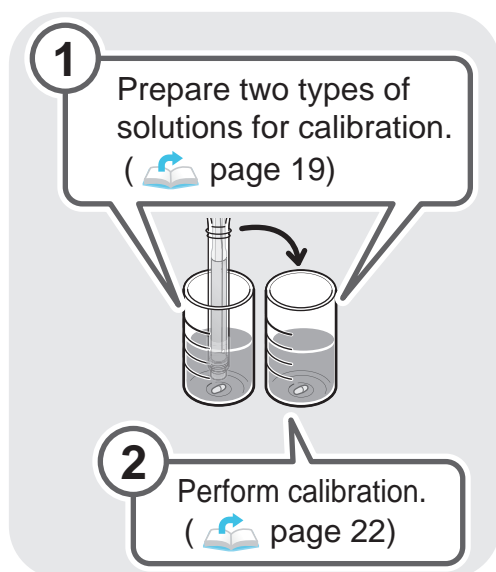 1
Prepare two types of
solutions for calibration.
( page 19)
2
Perform calibration.
( page 22)